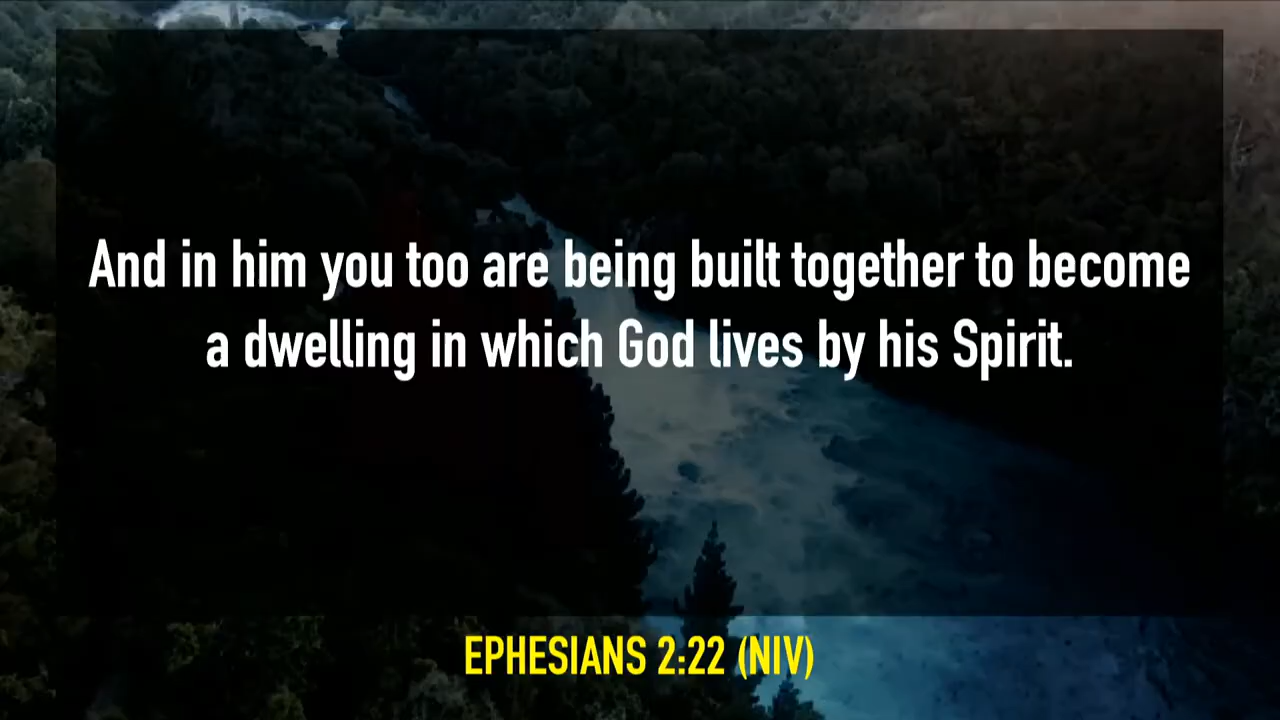 And in him you too are being built together to become
a dwelling in which God lives by his Spirit.
EPHESIANS 2:22 (NIV)